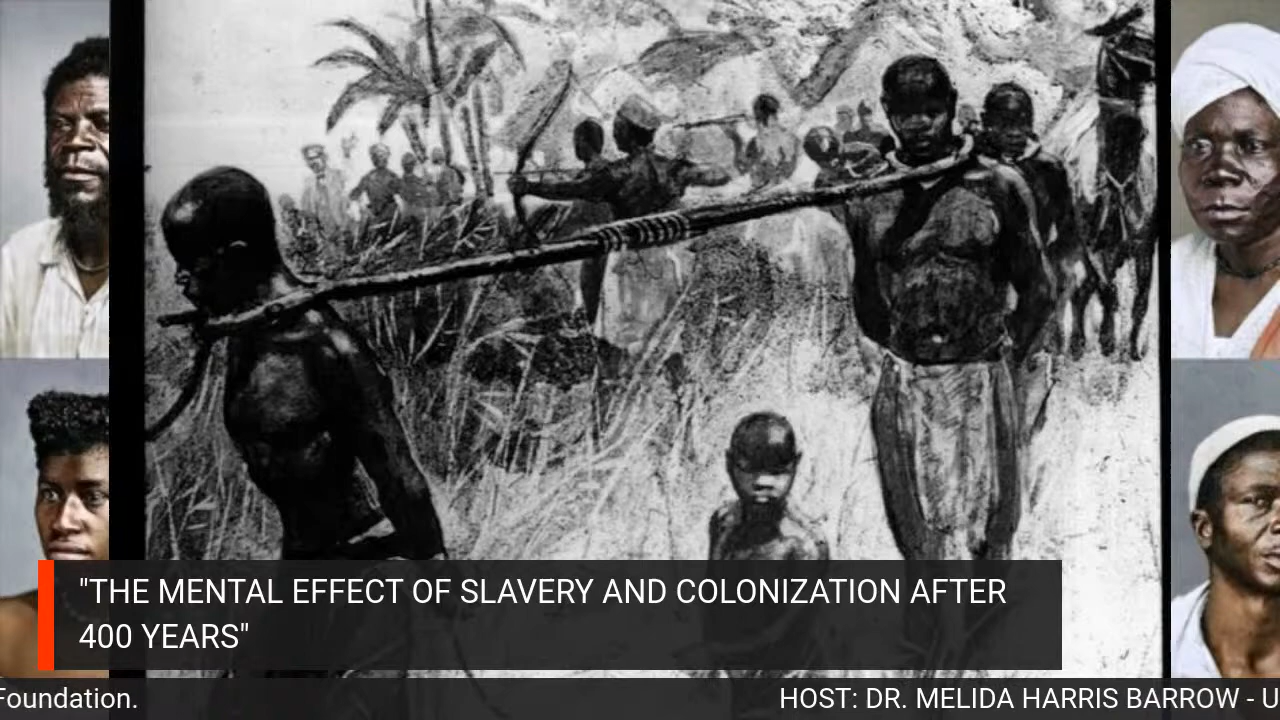 "THE MENTAL EFFECT OF SLAVERY AND COLONIZATION AFTER
400 YEARS"
Foundation.
HOST: DR. MELIDA HARRIS BARROW - U